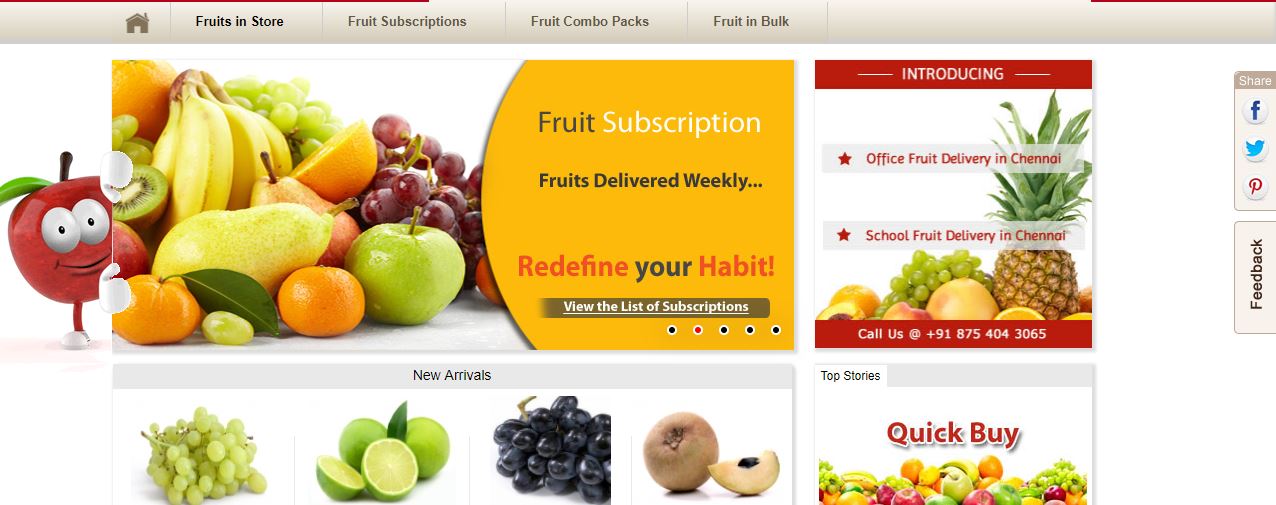 Fruits in Store
Fruit Subscriptions
Fruit Combo Packs
Fruit in Bulk
Fruit Subscription
Fruits Delivered Weekly...
Redefine your Habit!
View the List of Subscriptions
INTRODUCING
Office Fruit Delivery in Chennai
School Fruit Delivery in Chennai
Call Us @ +91 875 404 3065
Share
Feedback
New Arrivals
Top Stories
Quick Buy